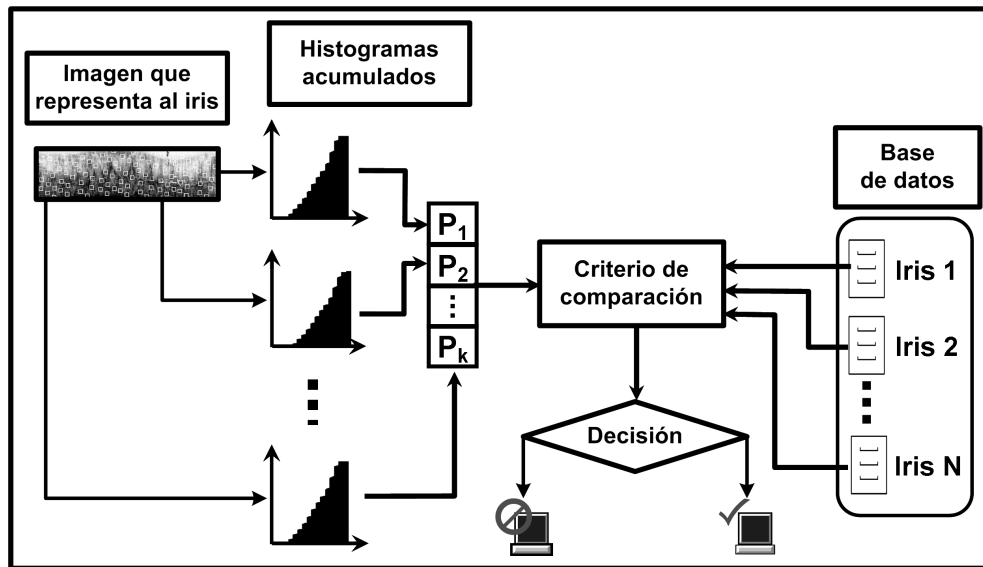 Imagen que
representa al iris
Histogramas
acumulados
Base
de datos
P1
P2
⋮
Pk
Criterio de
comparación
Decisión
Iris 1
Iris 2
Iris N